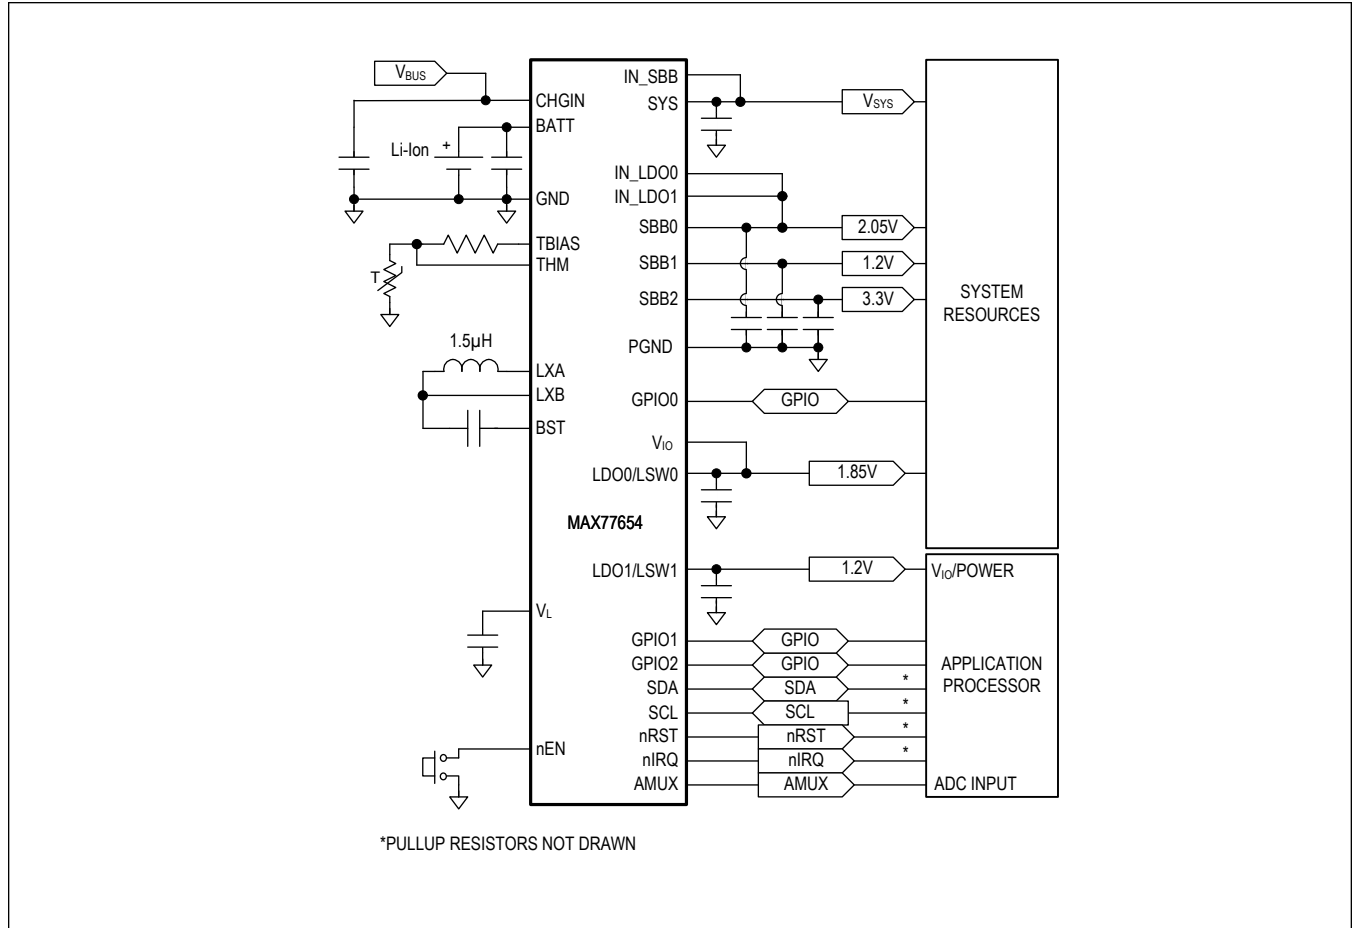 VBUS
CHGIN
BATT
Li-Ion +
GND
TBIAS
THM
T
1.5µH
LXA
LXB
BST
VL
nEN
MAX77654
IN_SBB
SYS
VSYS
IN_LDO0
IN_LDO1
SBB0
2.05V
SBB1
1.2V
SBB2
3.3V
PGND
GPIO0
GPIO
VIO
LDO0/LSW0
1.85V
SYSTEM
RESOURCES
LDO1/LSW1
1.2V
VIO/POWER
GPIO1
GPIO
GPIO2
GPIO
SDA
SDA
*
SCL
SCL
*
nRST
nRST
*
nIRQ
nIRQ
*
AMUX
AMUX
ADC INPUT
APPLICATION
PROCESSOR
*PULLUP RESISTORS NOT DRAWN